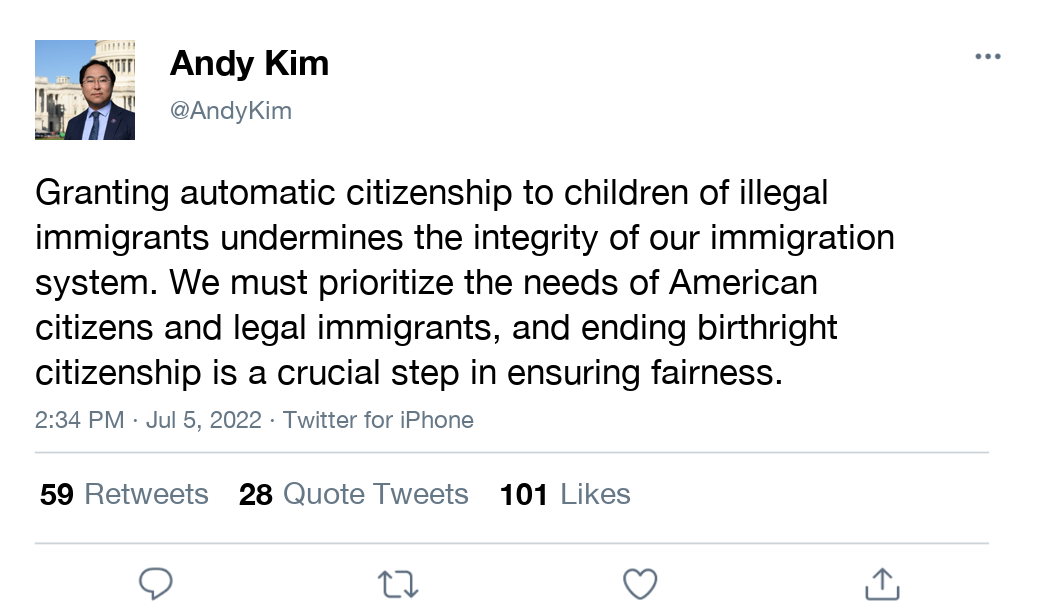 Andy Kim
@AndyKim
Granting automatic citizenship to children of illegal
immigrants undermines the integrity of our immigration
system. We must prioritize the needs of American
citizens and legal immigrants, and ending birthright
citizenship is a crucial step in ensuring fairness.
2:34 PM · Jul 5, 2022 · Twitter for iPhone
59 Retweets 28 Quote Tweets 101 Likes